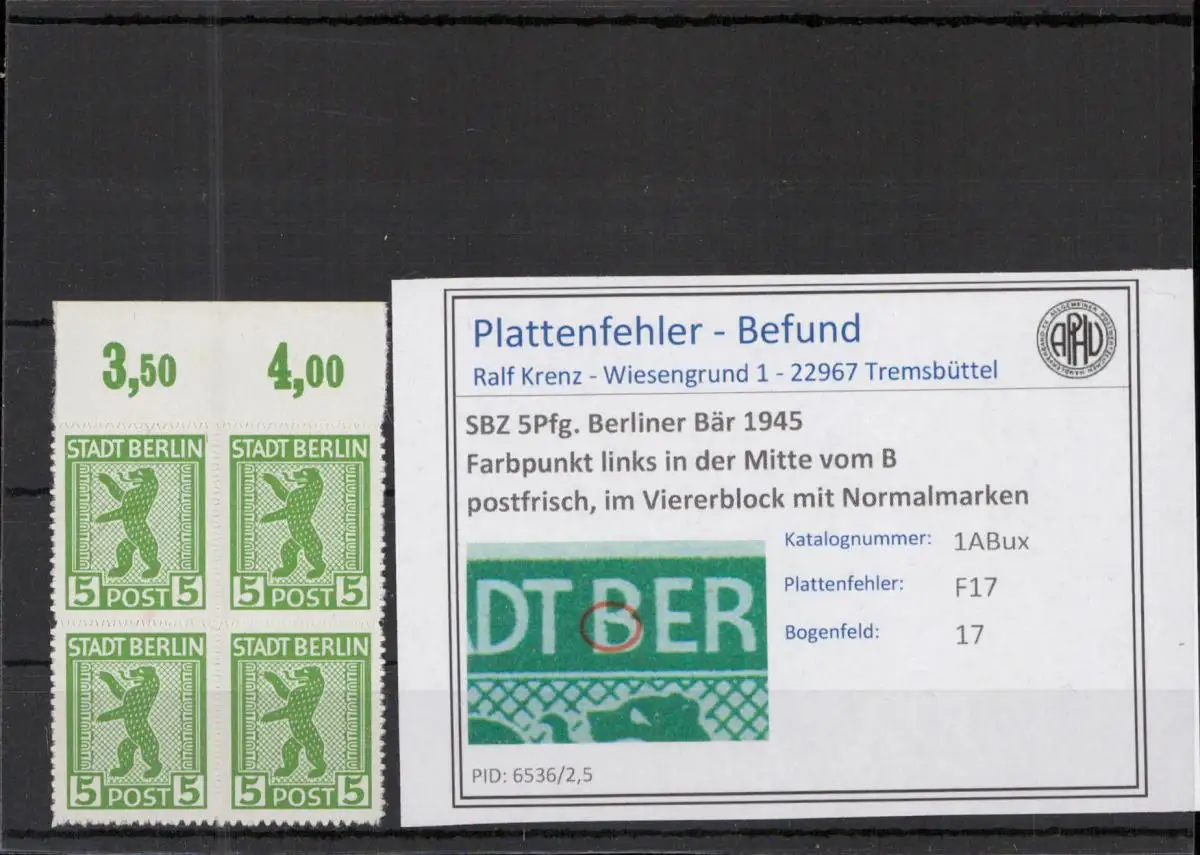 3,50 4,00
STADT BERLIN STADT BERLIN
5 POST 5 5 POST 5
STADT BERLIN STADT BERLIN
5 POST 5 5 POST 5
Plattenfehler - Befund
APHV
Ralf Krenz - Wiesengrund 1 - 22967 Tremsbüttel
SBZ 5Pfg. Berliner Bär 1945
Farbpunkt links in der Mitte vom B
postfrisch, im Viererblock mit Normalmarken
ADT BER
Katalognummer: 1ABux
Plattenfehler: F17
Bogenfeld: 17
PID: 6536/2,5